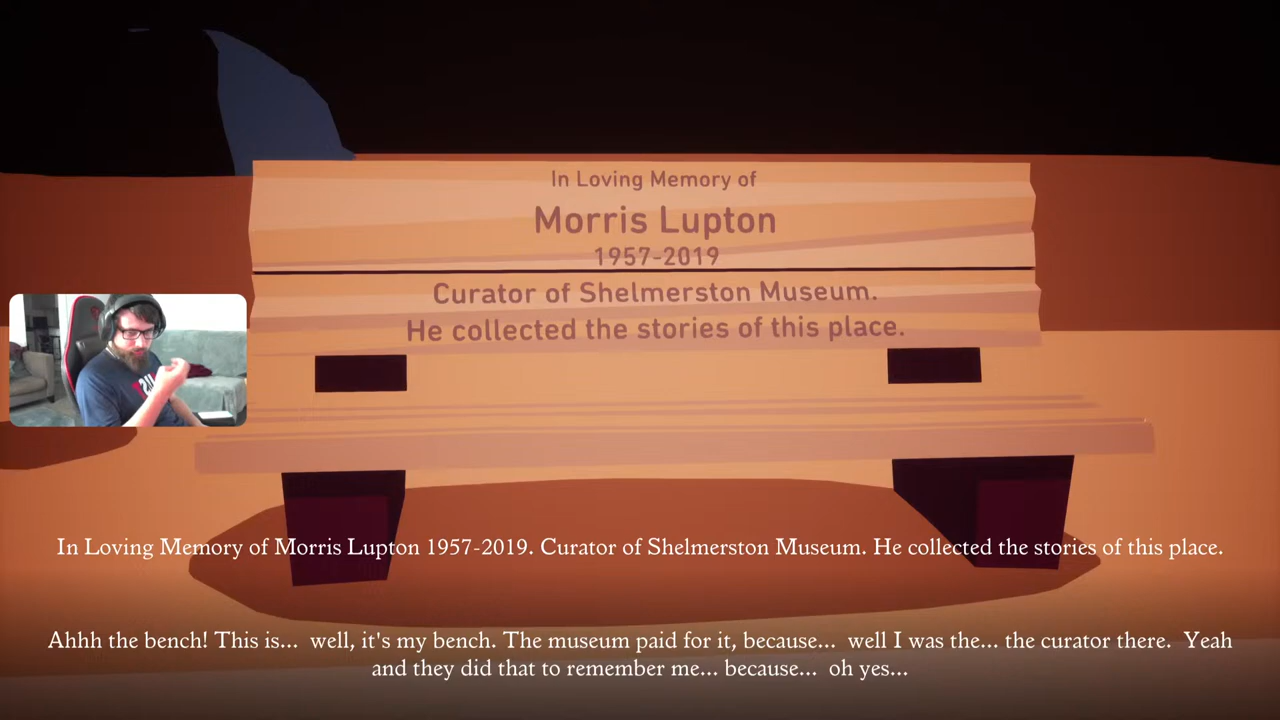 In Loving Memory of
Morris Lupton
1957-2019
Curator of Shelmerston Museum.
He collected the stories of this place.
In Loving Memory of Morris Lupton 1957-2019. Curator of Shelmerston Museum. He collected the stories of this place.
Ahhh the bench! This is... well, it's my bench. The museum paid for it, because... well I was the... the curator there. Yeah
and they did that to remember me... because... oh yes...